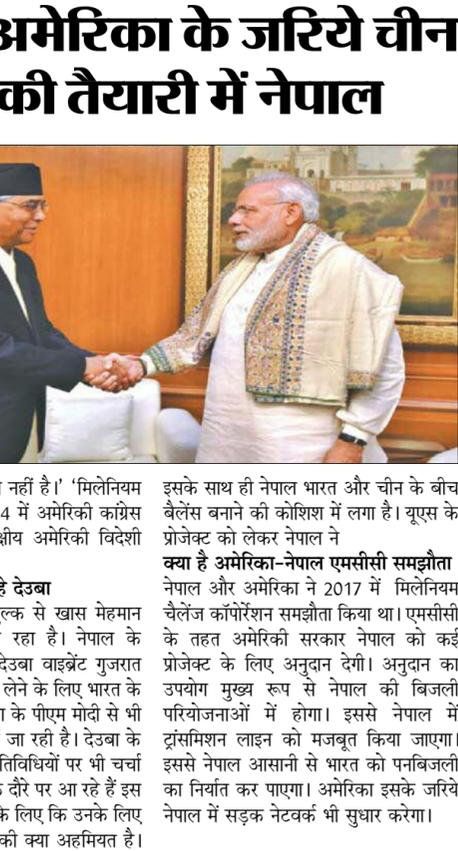 अमेरिका के जरिये चीन
की तैयारी में नेपाल
नहीं है।’ ‘मिलेनियम
4 में अमेरिकी कांग्रेस
क्षीय अमेरिकी विदेशी
हे देउबा
ुल्क से खास मेहमान
रहा है। नेपाल के
देउबा वाइब्रेंट गुजरात
लेने के लिए भारत के
के पीएम मोदी से भी
जा रही है। देउबा के
तिविधियों पर भी चर्चा
दौरे पर आ रहे हैं इस
के लिए कि उनके लिए
की क्या अहमियत है।
इसके साथ ही नेपाल भारत और चीन के बीच
बैलेंस बनाने की कोशिश में लगा है। यूएस के
प्रोजेक्ट को लेकर नेपाल ने
क्या है अमेरिका-नेपाल एमसीसी समझौता
नेपाल और अमेरिका ने 2017 में मिलेनियम
चैलेंज कॉपोर्रेशन समझौता किया था। एमसीसी
के तहत अमेरिकी सरकार नेपाल को कई
प्रोजेक्ट के लिए अनुदान देगी। अनुदान का
उपयोग मुख्य रूप से नेपाल की बिजली
परियोजनाओं में होगा। इससे नेपाल में
ट्रांसमिशन लाइन को मजबूत किया जाएगा।
इससे नेपाल आसानी से भारत को पनबिजली
का निर्यात कर पाएगा। अमेरिका इसके जरिये
नेपाल में सड़क नेटवर्क भी सुधार करेगा।